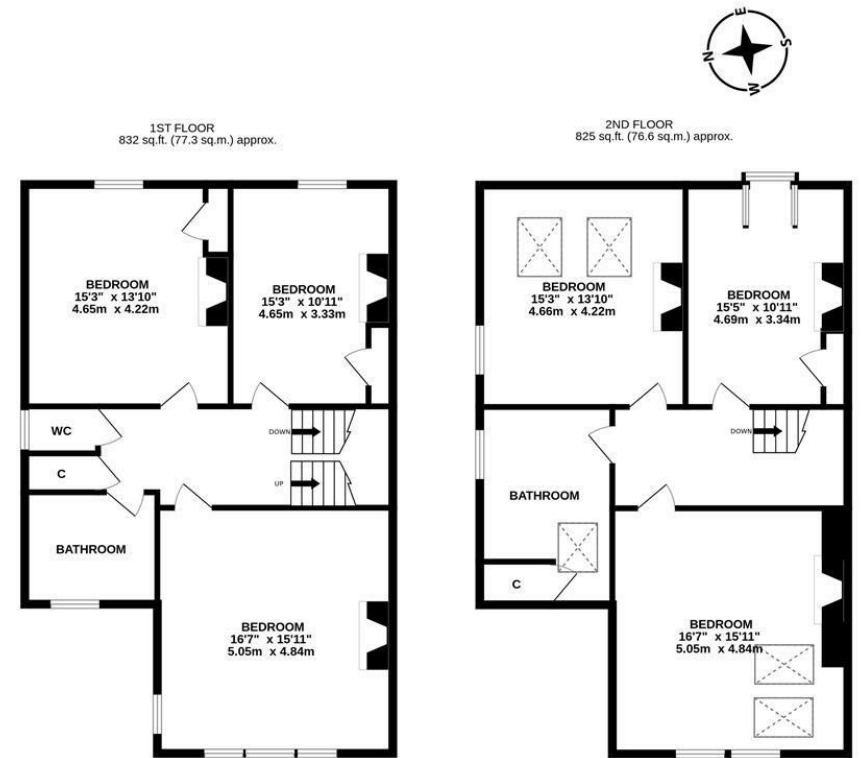 E
N
S
W
1ST FLOOR
832 sq.ft. (77.3 sq.m.) approx.
BEDROOM
15'3" x 13'10"
4.65m x 4.22m
BEDROOM
15'3" x 10'11"
4.65m x 3.33m
WC
DOWN
C
UP
BATHROOM
BEDROOM
16'7" x 15'11"
5.05m x 4.84m
2ND FLOOR
825 sq.ft. (76.6 sq.m.) approx.
BEDROOM
15'3" x 13'10"
4.66m x 4.22m
BEDROOM
15'5" x 10'11"
4.69m x 3.34m
DOWN
BATHROOM
C
BEDROOM
16'7" x 15'11"
5.05m x 4.84m